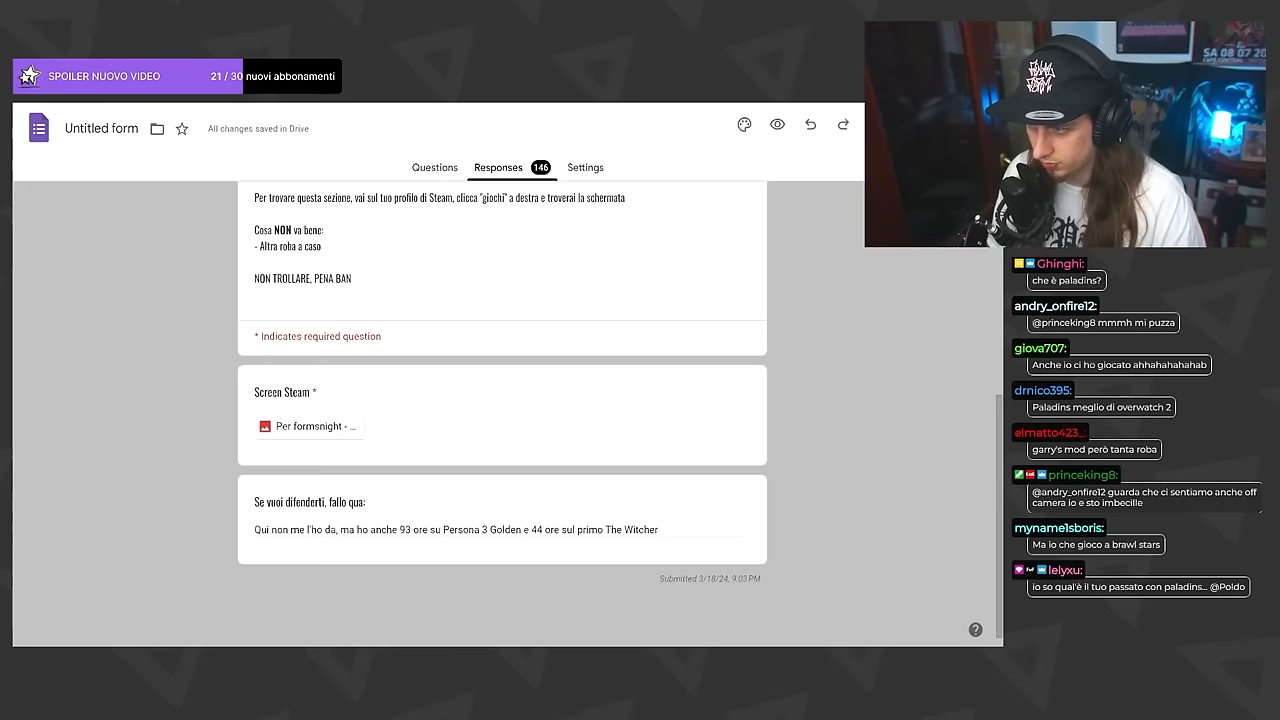 SPOILER NUOVO VIDEO 21 / 30 nuovi abbonamenti
Untitled form
All changes saved in Drive
Questions Responses 146 Settings
Per trovare questa sezione, vai sul tuo profilo di Steam, clicca "giochi" a destra e troverai la schermata
Cosa NON va bene:
- Altra roba a caso
NON TROLLARE, PENA BAN
* Indicates required question
Screen Steam *
Per formsnight - ...
Se vuoi difenderti, fallo qua:
Qui non me l'ho da, ma ho anche 93 ore su Persona 3 Golden e 44 ore sul primo The Witcher
Submitted 3/18/24, 9:03 PM
SA 08 07 20
Ghinghi:
che è paladins?
andry_onfire12:
@princeking8 mmmh mi puzza
giova707:
Anche io ci ho giocato ahhahahahahab
drnico395:
Paladins meglio di overwatch 2
elmatto423_:
garry's mod però tanta roba
princeking8:
@andry_onfire12 guarda che ci sentiamo anche off
camera io e sto imbecille
myname1sboris:
Ma io che gioco a brawl stars
lelyxu:
io so qual'è il tuo passato con paladins... @Poldo